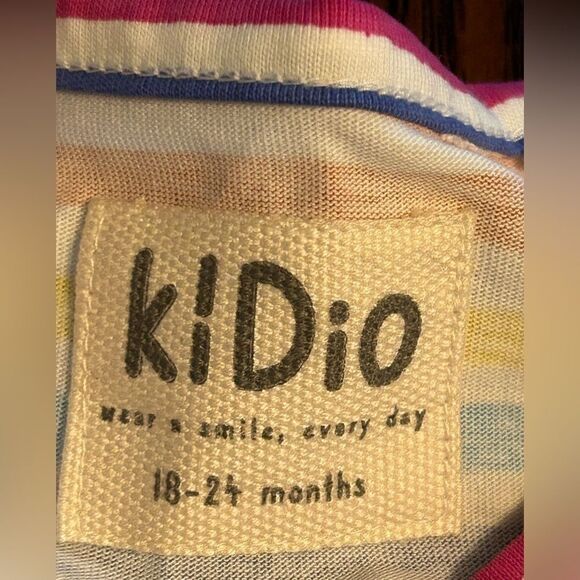 kiDio
wear a smile, every day
18-24 months